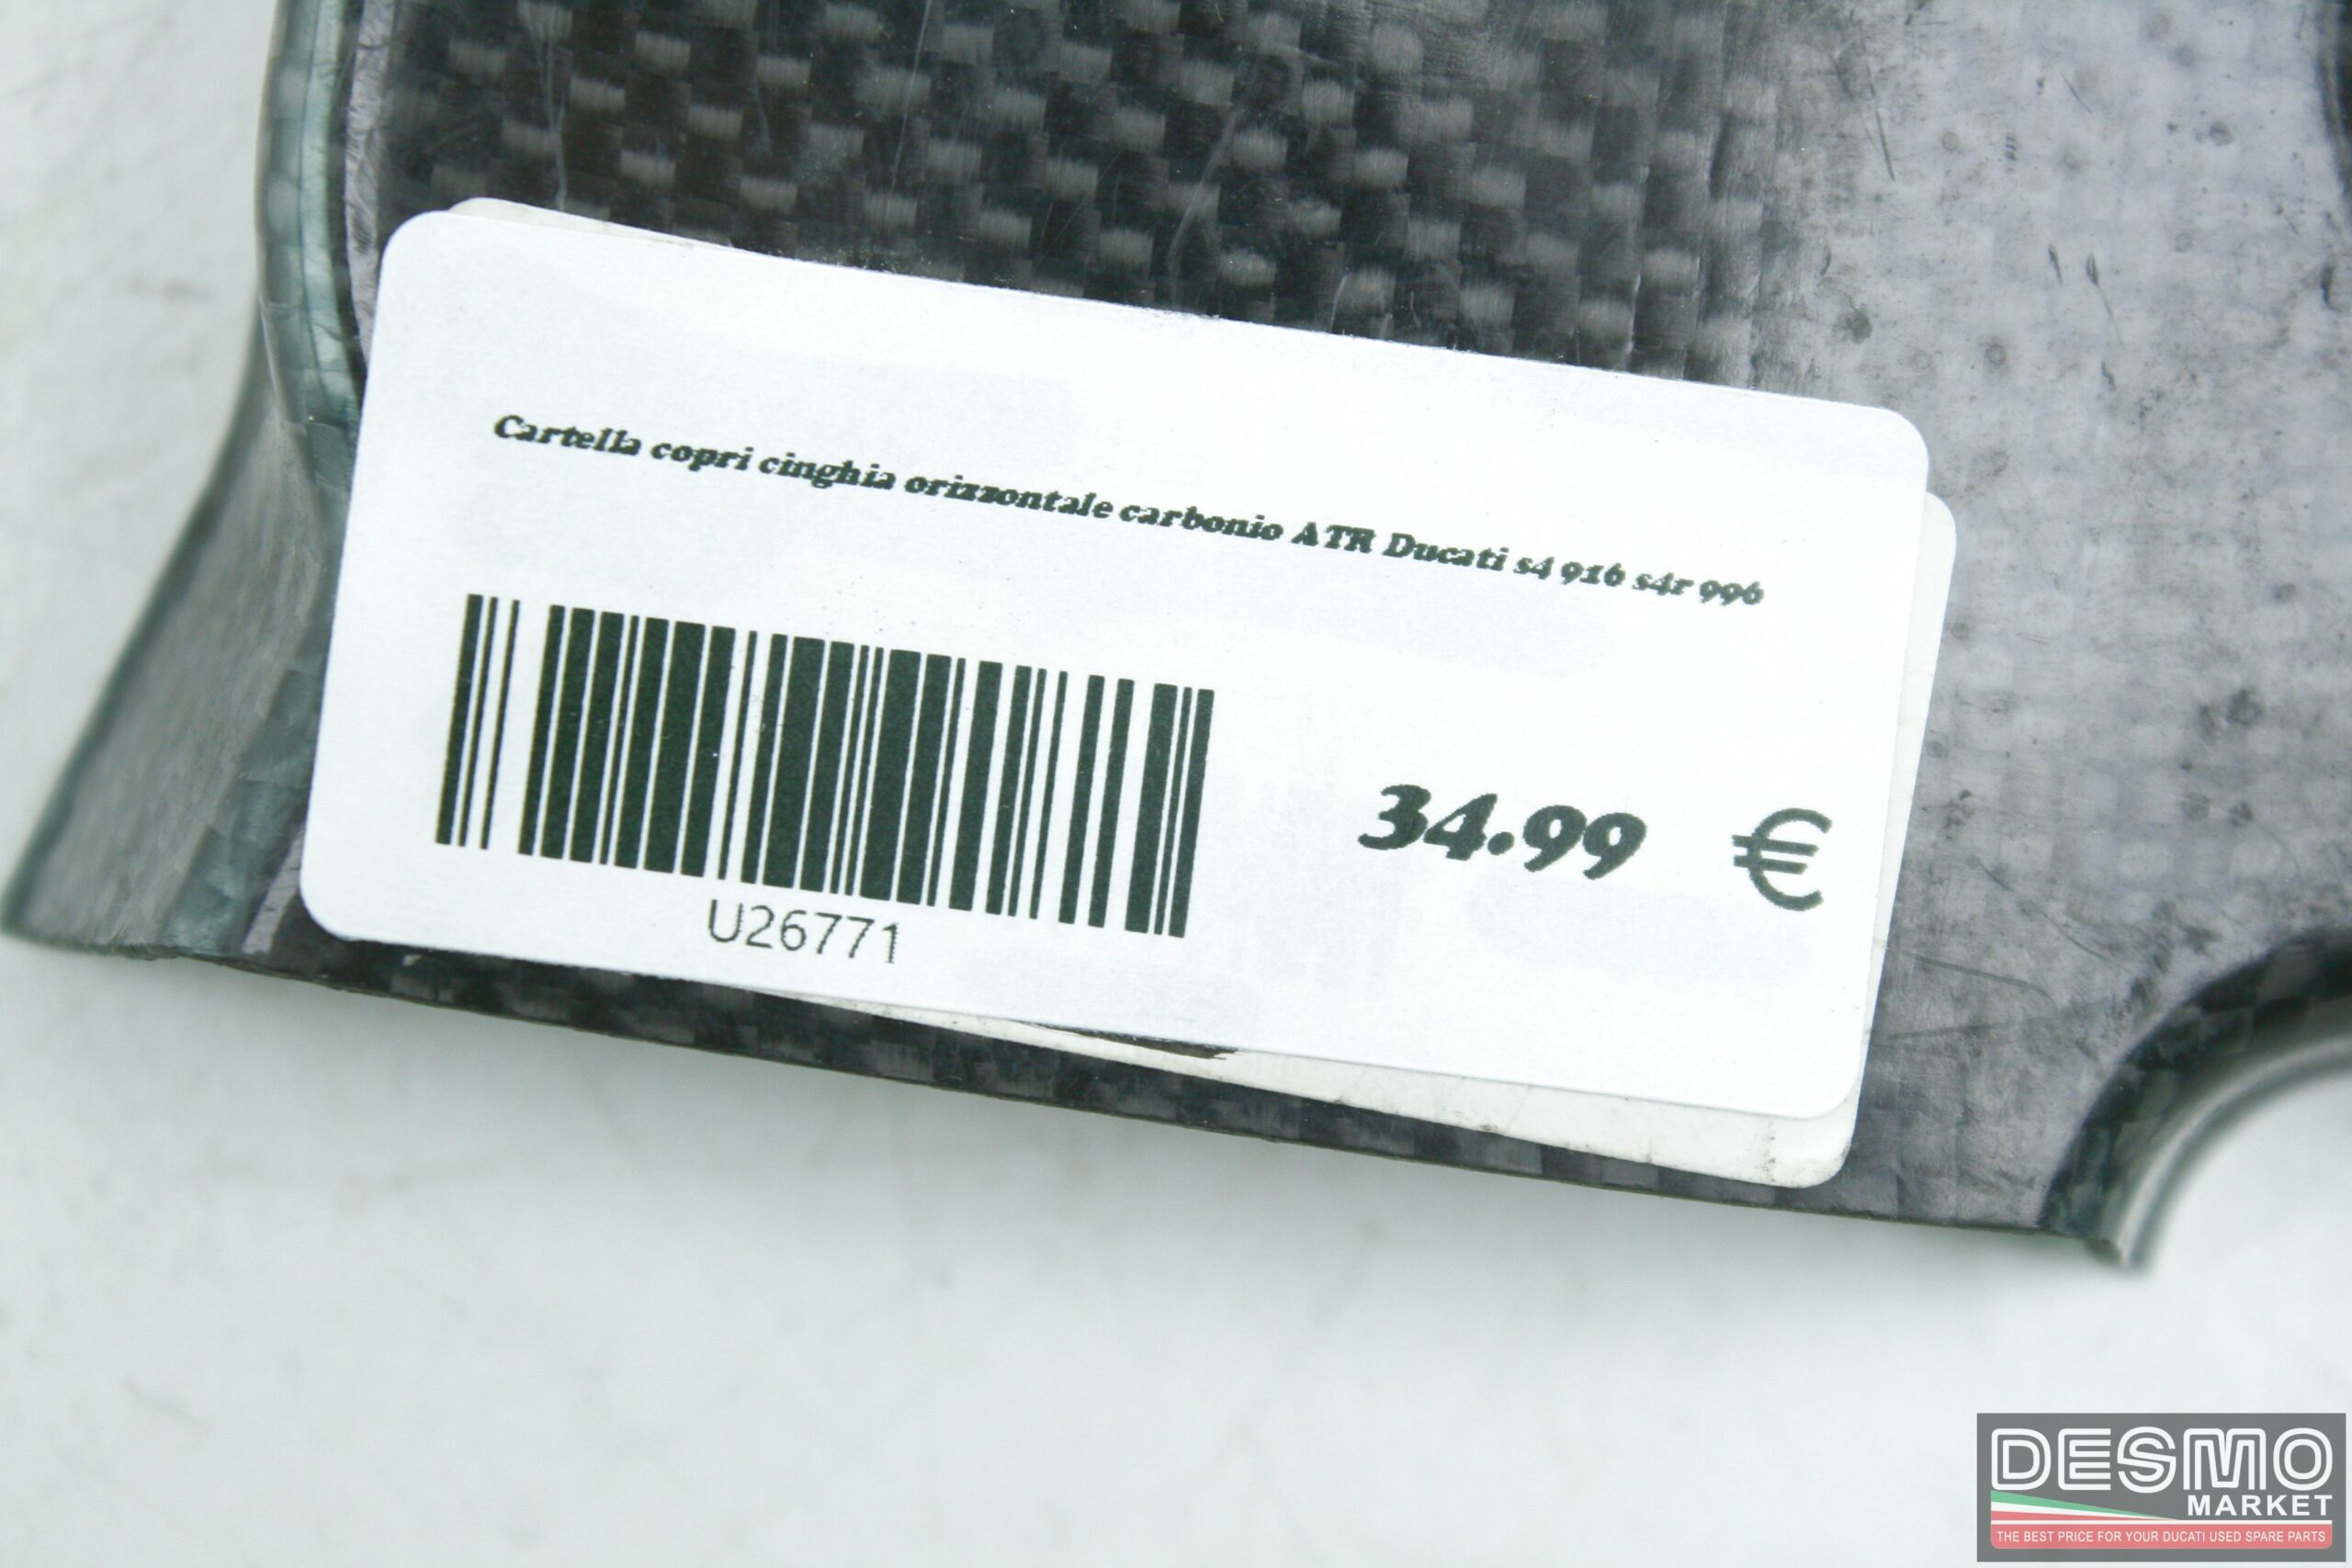 Cartella copri cinghia orizzontale carbonio ATR Ducati s4 916 s4r 996
34.99 €
U26771
DESMO
MARKET
THE BEST PRICE FOR YOUR DUCATI USED SPARE PARTS